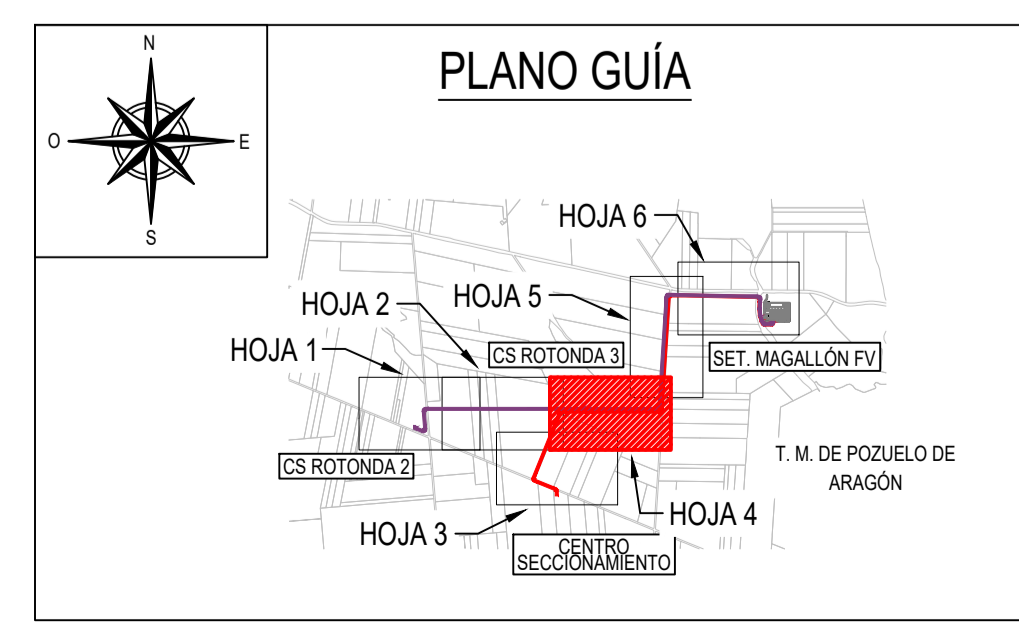 N
O
E
S
PLANO GUÍA
HOJA 6
HOJA 5
HOJA 2
HOJA 1
CS ROTONDA 3
SET. MAGALLÓN FV
CS ROTONDA 2
T. M. DE POZUELO DE
ARAGÓN
HOJA 4
HOJA 3
CENTRO
SECCIONAMIENTO